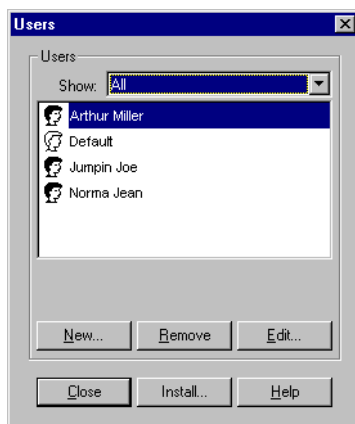 Users
Users
Show: All
Arthur Miller
Default
Jumpin Joe
Norma Jean
New... Remove Edit...
Close Install... Help